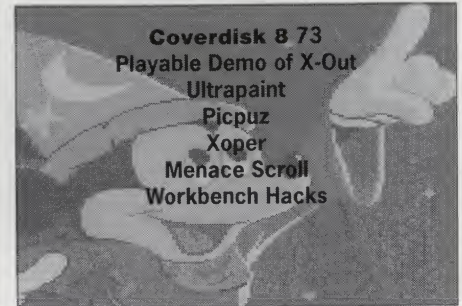 Coverdisk 8 73
Playable Demo of X-Out
Ultrapaint
Picpuz
Xoper
Menace Scroll
Workbench Hacks